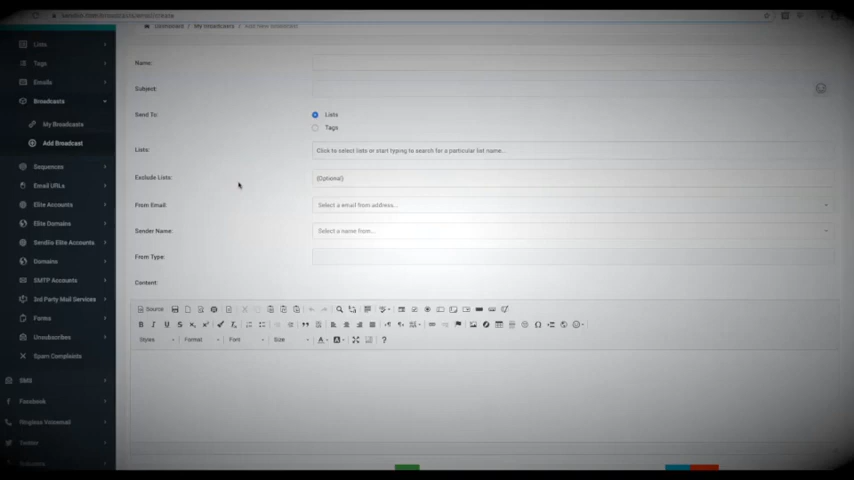 Dashboard My Broadcasts Add New Broadcast
Lists
Tags
Emails
Broadcasts
My Broadcasts
Add Broadcast
Sequences
Email URLs
Elite Accounts
Elite Domains
Sendiio Elite Accounts
Domains
SMTP Accounts
3rd Party Mail Services
Forms
Unsubscribes
Spam Complaints
SMS
Facebook
Ringless Voicemail
Twitter
Name:
Subject:
Send To:
Lists
Tags
Lists:
Click to select lists or start typing to search for a particular list name...
Exclude Lists:
(Optional)
From Email:
Select a email from address...
Sender Name:
Select a name from...
From Type:
Content:
Source
Styles Format Font Size